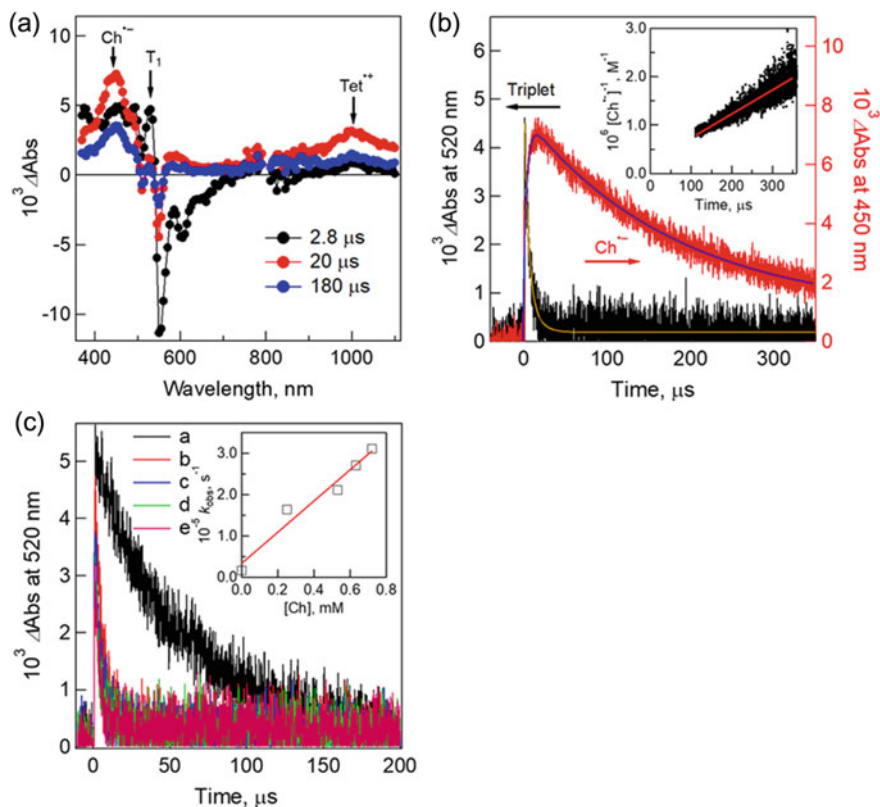 (a)
10
5
0
-5
-10
10³ ΔAbs
Ch•−
T₁
Tet•+
2.8 μs
20 μs
180 μs
400 600 800 1000
Wavelength, nm
(b)
6
5
4
3
2
1
0
10³ ΔAbs at 520 nm
Triplet
Ch•−
10
8
6
4
2
0
10³ ΔAbs at 450 nm
0 100 200 300
Time, μs
3.0
2.5
2.0
1.5
1.0
0.5
0
10⁶ [Ch•−]⁻¹, M⁻¹
0 100 200 300
Time, μs
(c)
5
4
3
2
1
0
10³ ΔAbs at 520 nm
a
b
c
d
e
0 50 100 150 200
Time, μs
3.0
2.0
1.0
0.0
10⁻⁵ kobs, s⁻¹
0.0 0.2 0.4 0.6 0.8
[Ch], mM